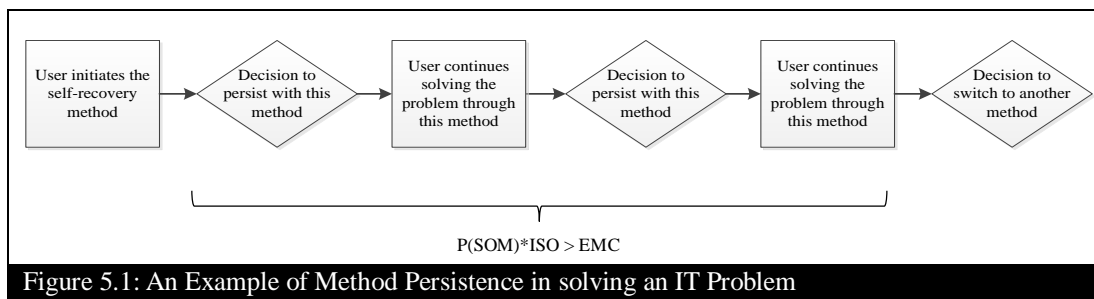 User initiates the
self-recovery
method
Decision to
persist with this
method
User continues
solving the
problem through
this method
Decision to
persist with this
method
User continues
solving the
problem through
this method
Decision to
switch to another
method
P(SOM)*ISO > EMC
Figure 5.1: An Example of Method Persistence in solving an IT Problem